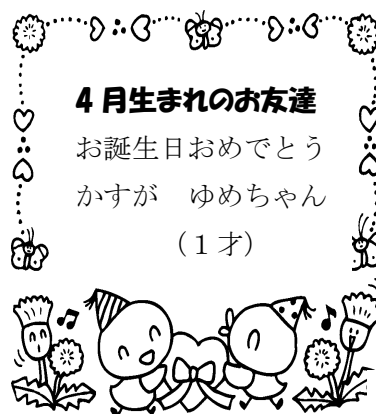 4月生まれのお友達
お誕生日おめでとう
かすが　ゆめちゃん
（１才）